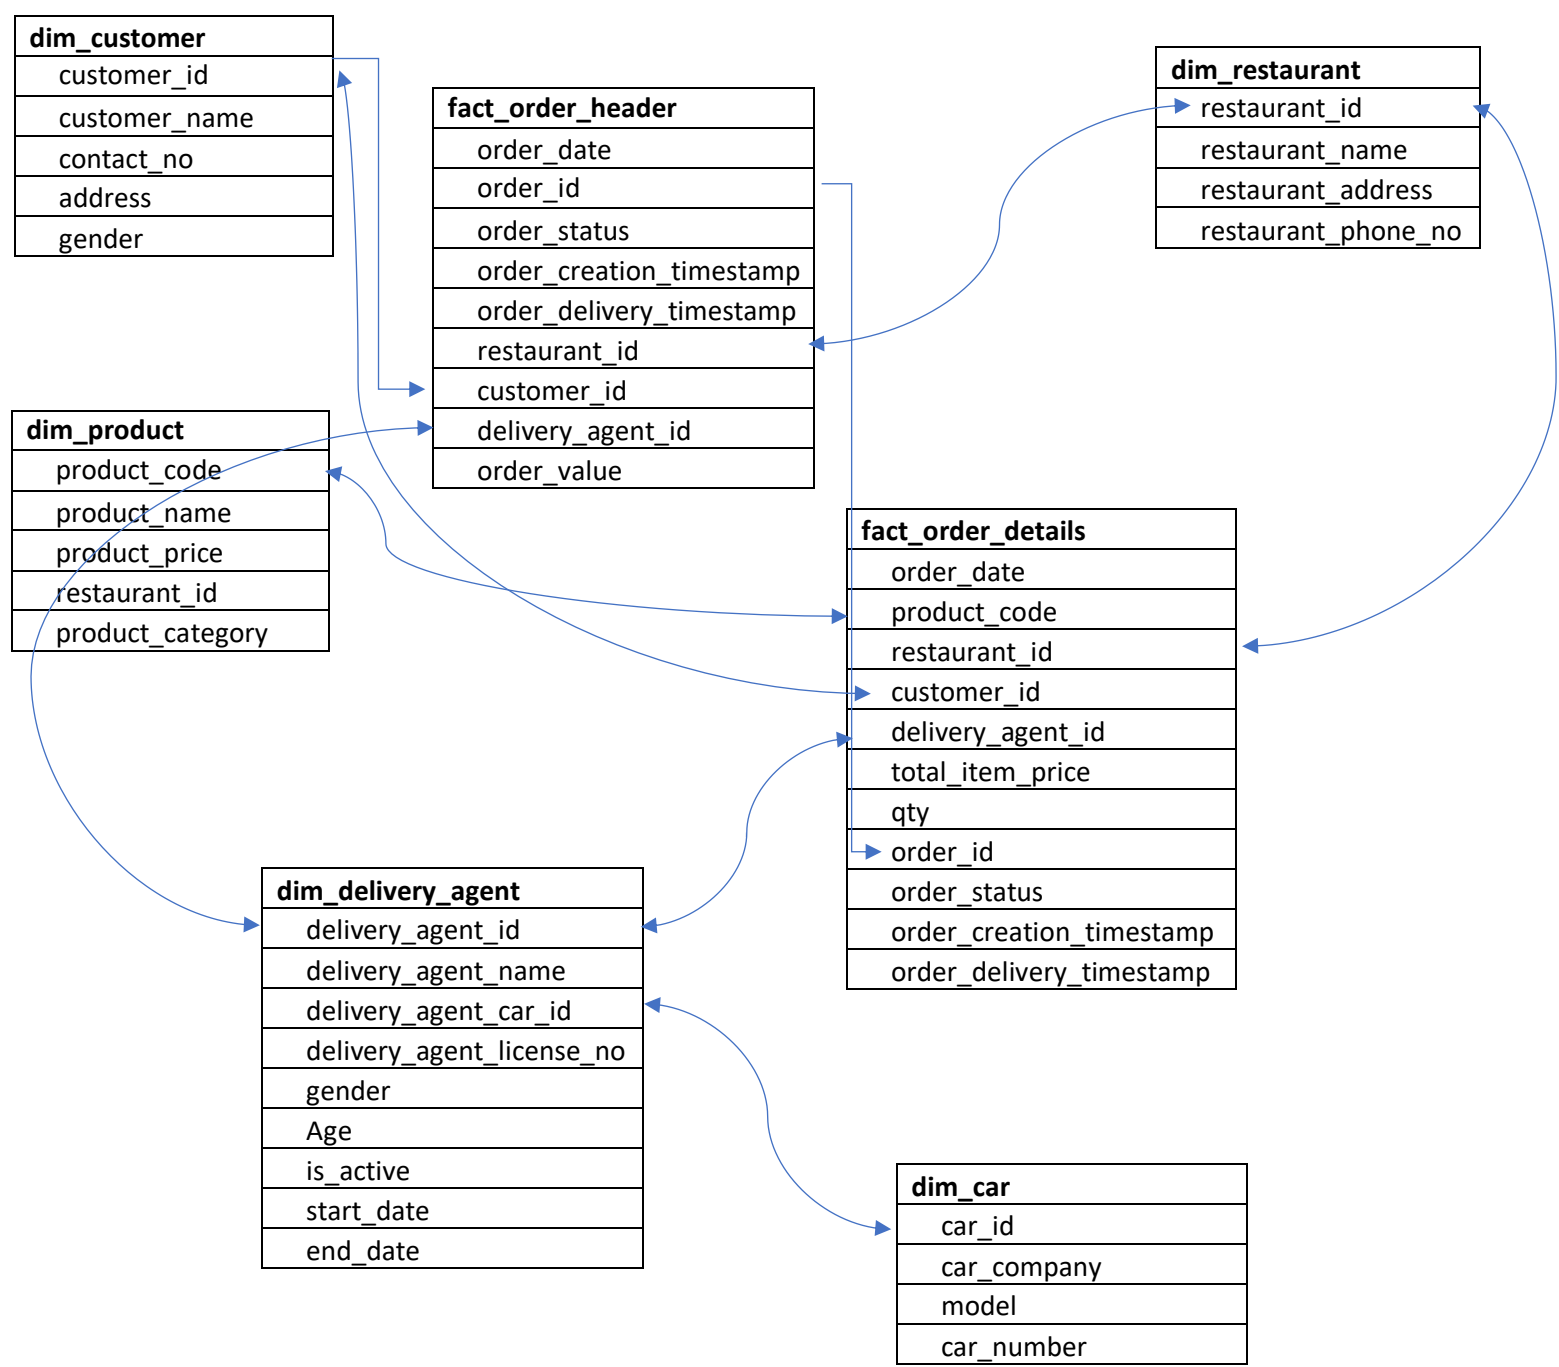 dim_customer
customer_id
customer_name
contact_no
address
gender
fact_order_header
order_date
order_id
order_status
order_creation_timestamp
order_delivery_timestamp
restaurant_id
customer_id
delivery_agent_id
order_value
dim_restaurant
restaurant_id
restaurant_name
restaurant_address
restaurant_phone_no
dim_product
product_code
product_name
product_price
restaurant_id
product_category
fact_order_details
order_date
product_code
restaurant_id
customer_id
delivery_agent_id
total_item_price
qty
order_id
order_status
order_creation_timestamp
order_delivery_timestamp
dim_delivery_agent
delivery_agent_id
delivery_agent_name
delivery_agent_car_id
delivery_agent_license_no
gender
Age
is_active
start_date
end_date
dim_car
car_id
car_company
model
car_number